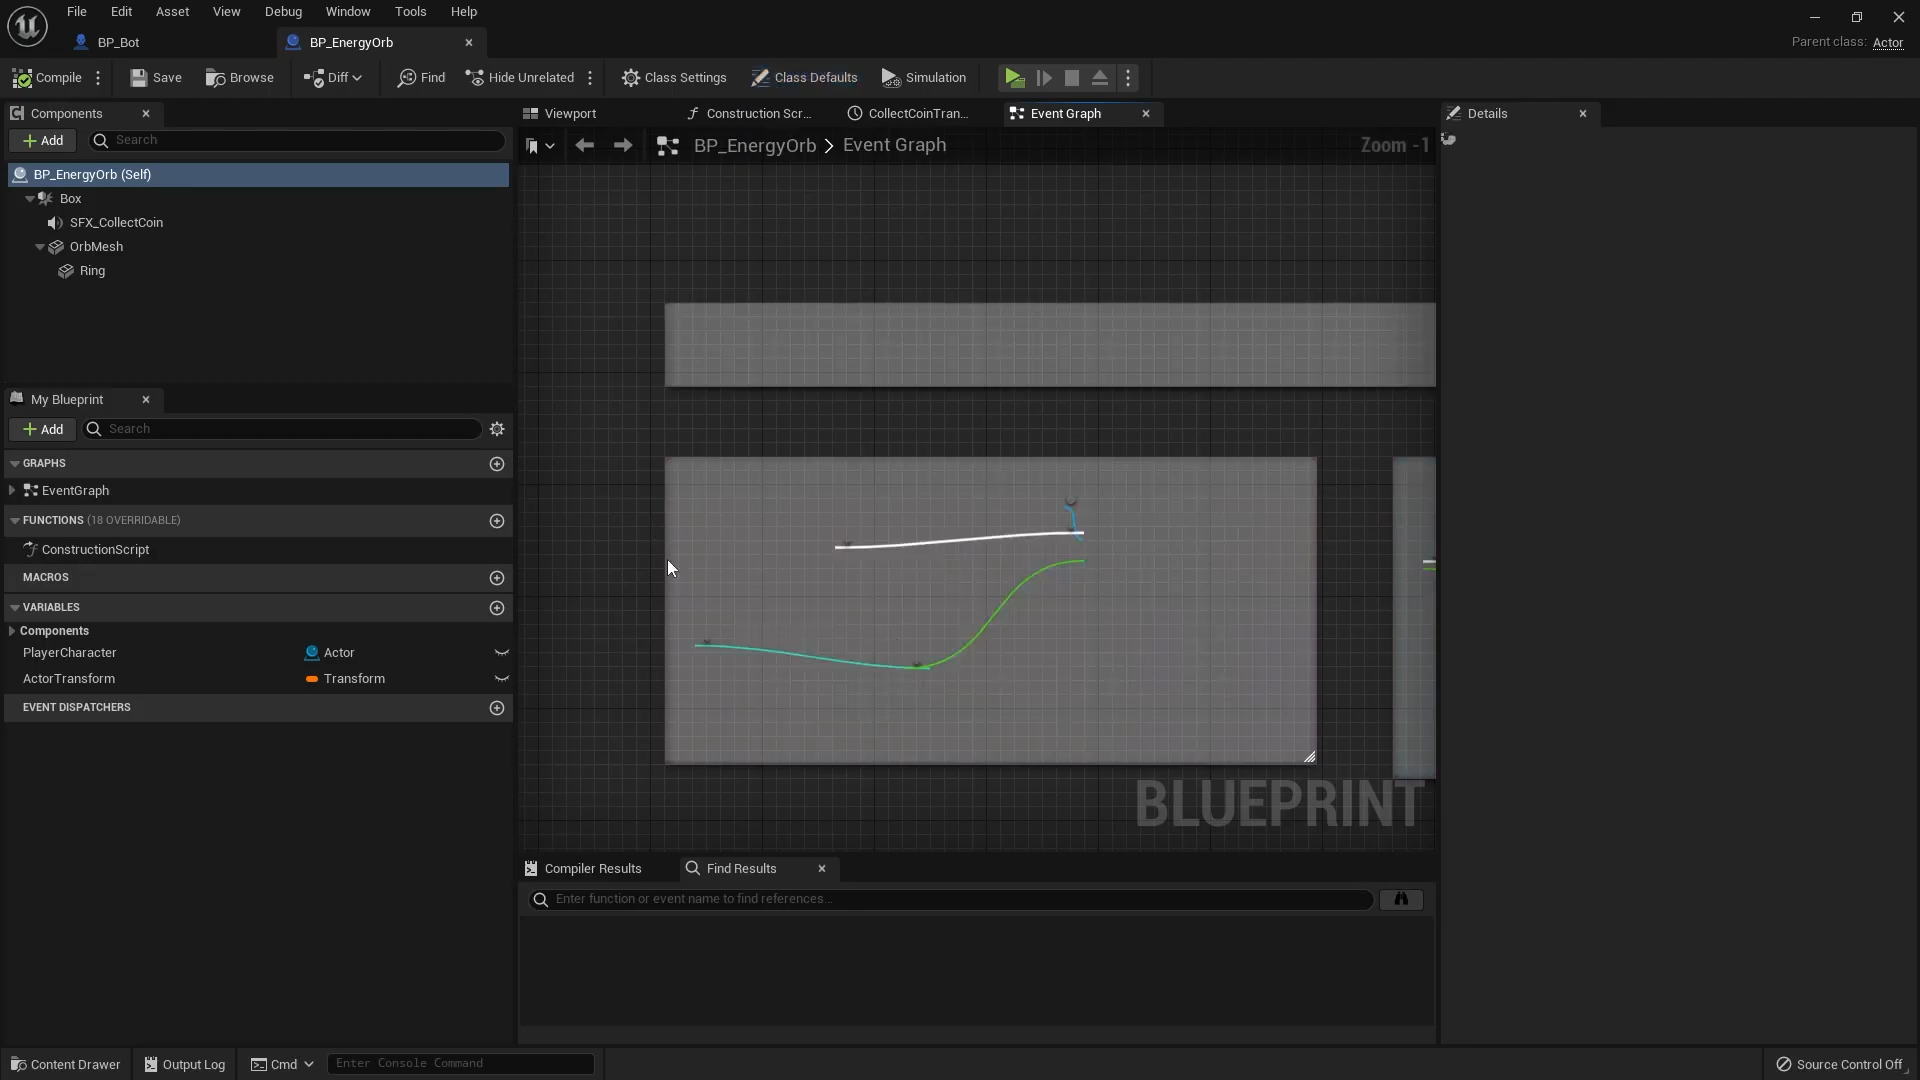 File Edit Asset View Debug Window Tools Help
BP_Bot
BP_EnergyOrb
Parent class: Actor
Compile
Save
Browse
Diff
Find
Hide Unrelated
Class Settings
Class Defaults
Simulation
Components
Viewport
Construction Scr...
CollectCoinTran...
Event Graph
Details
Add
Search
BP_EnergyOrb > Event Graph
Zoom -1
BP_EnergyOrb (Self)
Box
SFX_CollectCoin
OrbMesh
Ring
My Blueprint
Add
Search
GRAPHS
EventGraph
FUNCTIONS (18 OVERRIDABLE)
ConstructionScript
MACROS
VARIABLES
Components
PlayerCharacter Actor
ActorTransform Transform
EVENT DISPATCHERS
BLUEPRINT
Compiler Results
Find Results
Enter function or event name to find references...
Content Drawer
Output Log
Cmd
Enter Console Command
Source Control Off